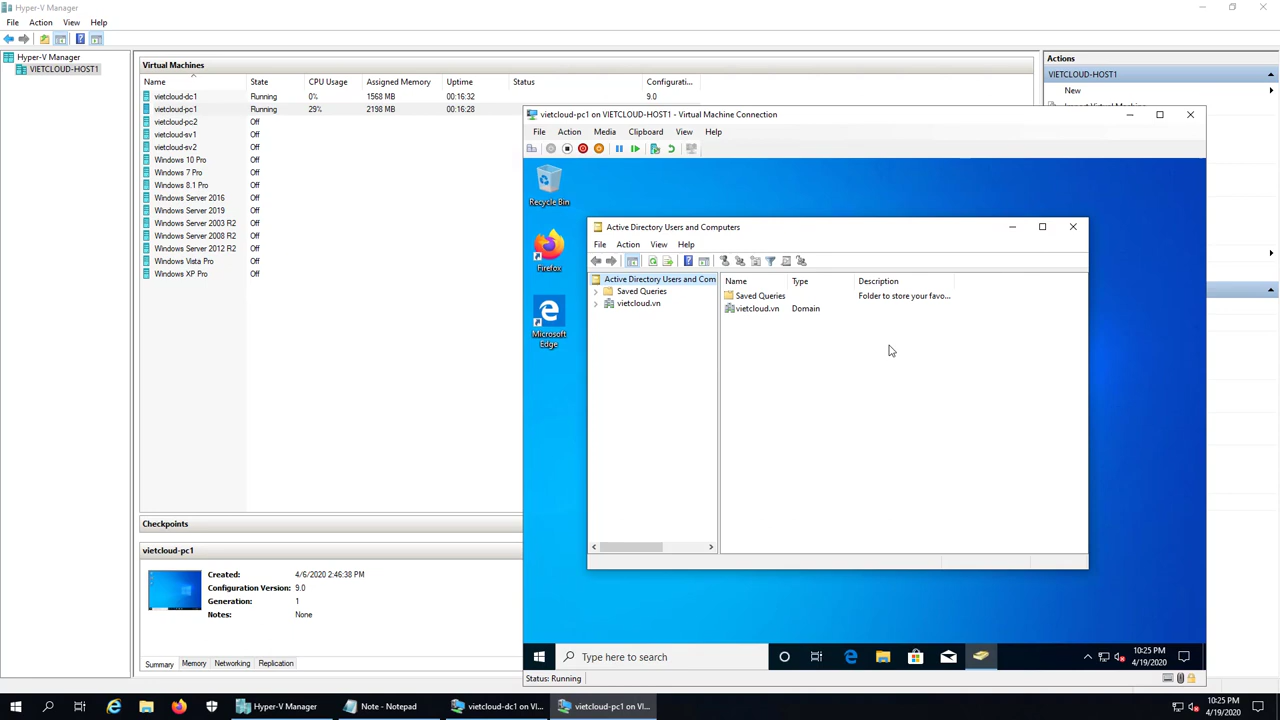 Hyper-V Manager
File Action View Help
Hyper-V Manager
VIETCLOUD-HOST1
Virtual Machines
Name State CPU Usage Assigned Memory Uptime Status Configurati...
vietcloud-dc1 Running 0% 1568 MB 00:16:32 9.0
vietcloud-pc1 Running 29% 2198 MB 00:16:28
vietcloud-pc2 Off
vietcloud-sv1 Off
vietcloud-sv2 Off
Windows 10 Pro Off
Windows 7 Pro Off
Windows 8.1 Pro Off
Windows Server 2016 Off
Windows Server 2019 Off
Windows Server 2003 R2 Off
Windows Server 2008 R2 Off
Windows Server 2012 R2 Off
Windows Vista Pro Off
Windows XP Pro Off
Checkpoints
vietcloud-pc1
Created: 4/6/2020 2:46:38 PM
Configuration Version: 9.0
Generation: 1
Notes: None
Summary Memory Networking Replication
Actions
VIETCLOUD-HOST1
New
vietcloud-pc1 on VIETCLOUD-HOST1 - Virtual Machine Connection
File Action Media Clipboard View Help
Recycle Bin
Firefox
Microsoft
Edge
Active Directory Users and Computers
File Action View Help
Active Directory Users and Com
Saved Queries
vietcloud.vn
Name Type Description
Saved Queries Folder to store your favo...
vietcloud.vn Domain
Type here to search
10:25 PM
4/19/2020
Status: Running
Hyper-V Manager
Note - Notepad
vietcloud-dc1 on VI...
vietcloud-pc1 on VI...
10:25 PM
4/19/2020